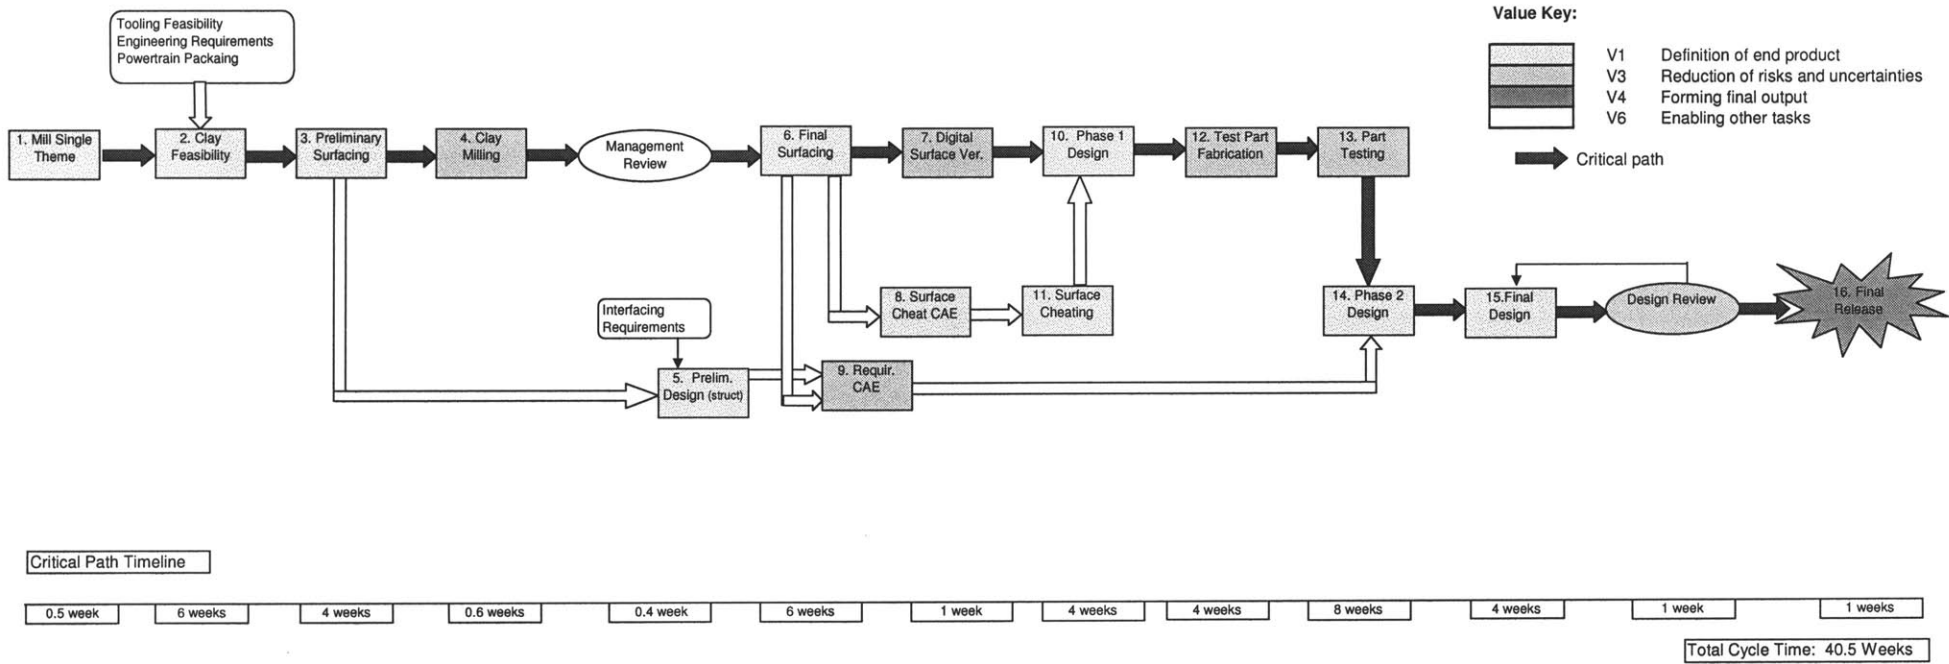 Value Key:
V1 Definition of end product
V3 Reduction of risks and uncertainties
V4 Forming final output
V6 Enabling other tasks
Critical path
Tooling Feasibility
Engineering Requirements
Powertrain Packaing
1. Mill Single
Theme
2. Clay
Feasibility
3. Preliminary
Surfacing
4. Clay
Milling
Management
Review
6. Final
Surfacing
7. Digital
Surface Ver.
10. Phase 1
Design
12. Test Part
Fabrication
13. Part
Testing
8. Surface
Cheat CAE
11. Surface
Cheating
14. Phase 2
Design
15.Final
Design
Design Review
16. Final
Release
Interfacing
Requirements
5. Prelim.
Design (struct)
9. Requir.
CAE
Critical Path Timeline
0.5 week
6 weeks
4 weeks
0.6 weeks
0.4 week
6 weeks
1 week
4 weeks
4 weeks
8 weeks
4 weeks
1 week
1 weeks
Total Cycle Time: 40.5 Weeks